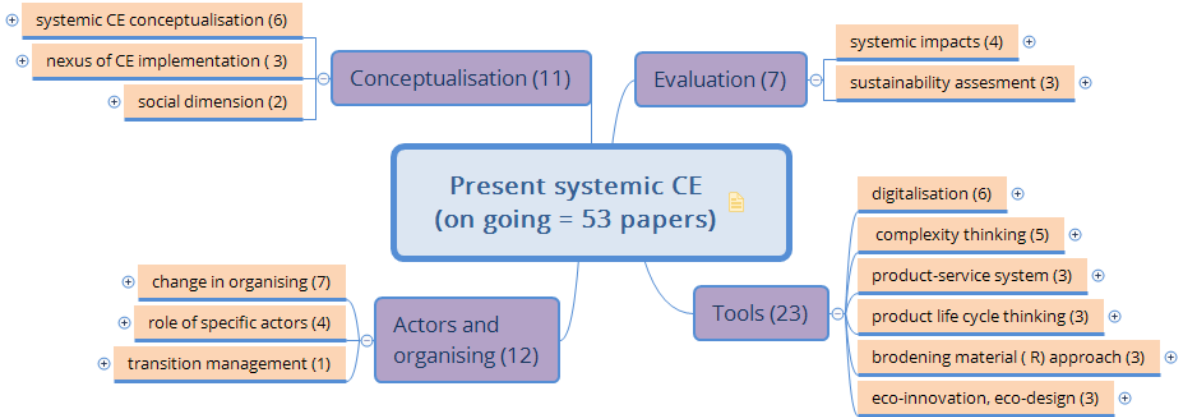 systemic CE conceptualisation (6)
nexus of CE implementation ( 3)
social dimension (2)
Conceptualisation (11)
Evaluation (7)
systemic impacts (4)
sustainability assesment (3)
Present systemic CE
(on going = 53 papers)
change in organising (7)
role of specific actors (4)
transition management (1)
Actors and
organising (12)
Tools (23)
digitalisation (6)
complexity thinking (5)
product-service system (3)
product life cycle thinking (3)
brodening material ( R) approach (3)
eco-innovation, eco-design (3)